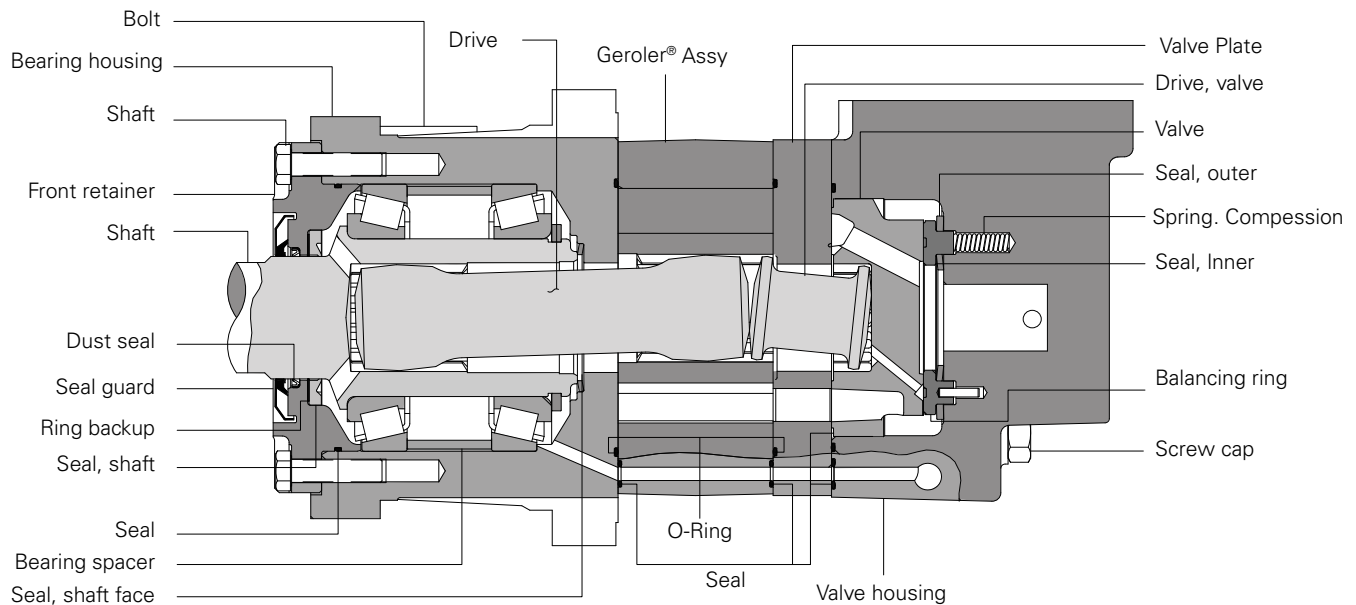 Bolt
Bearing housing
Shaft
Front retainer
Shaft
Dust seal
Seal guard
Ring backup
Seal, shaft
Seal
Bearing spacer
Seal, shaft face
Drive
Geroler® Assy
O-Ring
Seal
Valve Plate
Drive, valve
Valve
Seal, outer
Spring. Compession
Seal, Inner
Balancing ring
Screw cap
Valve housing